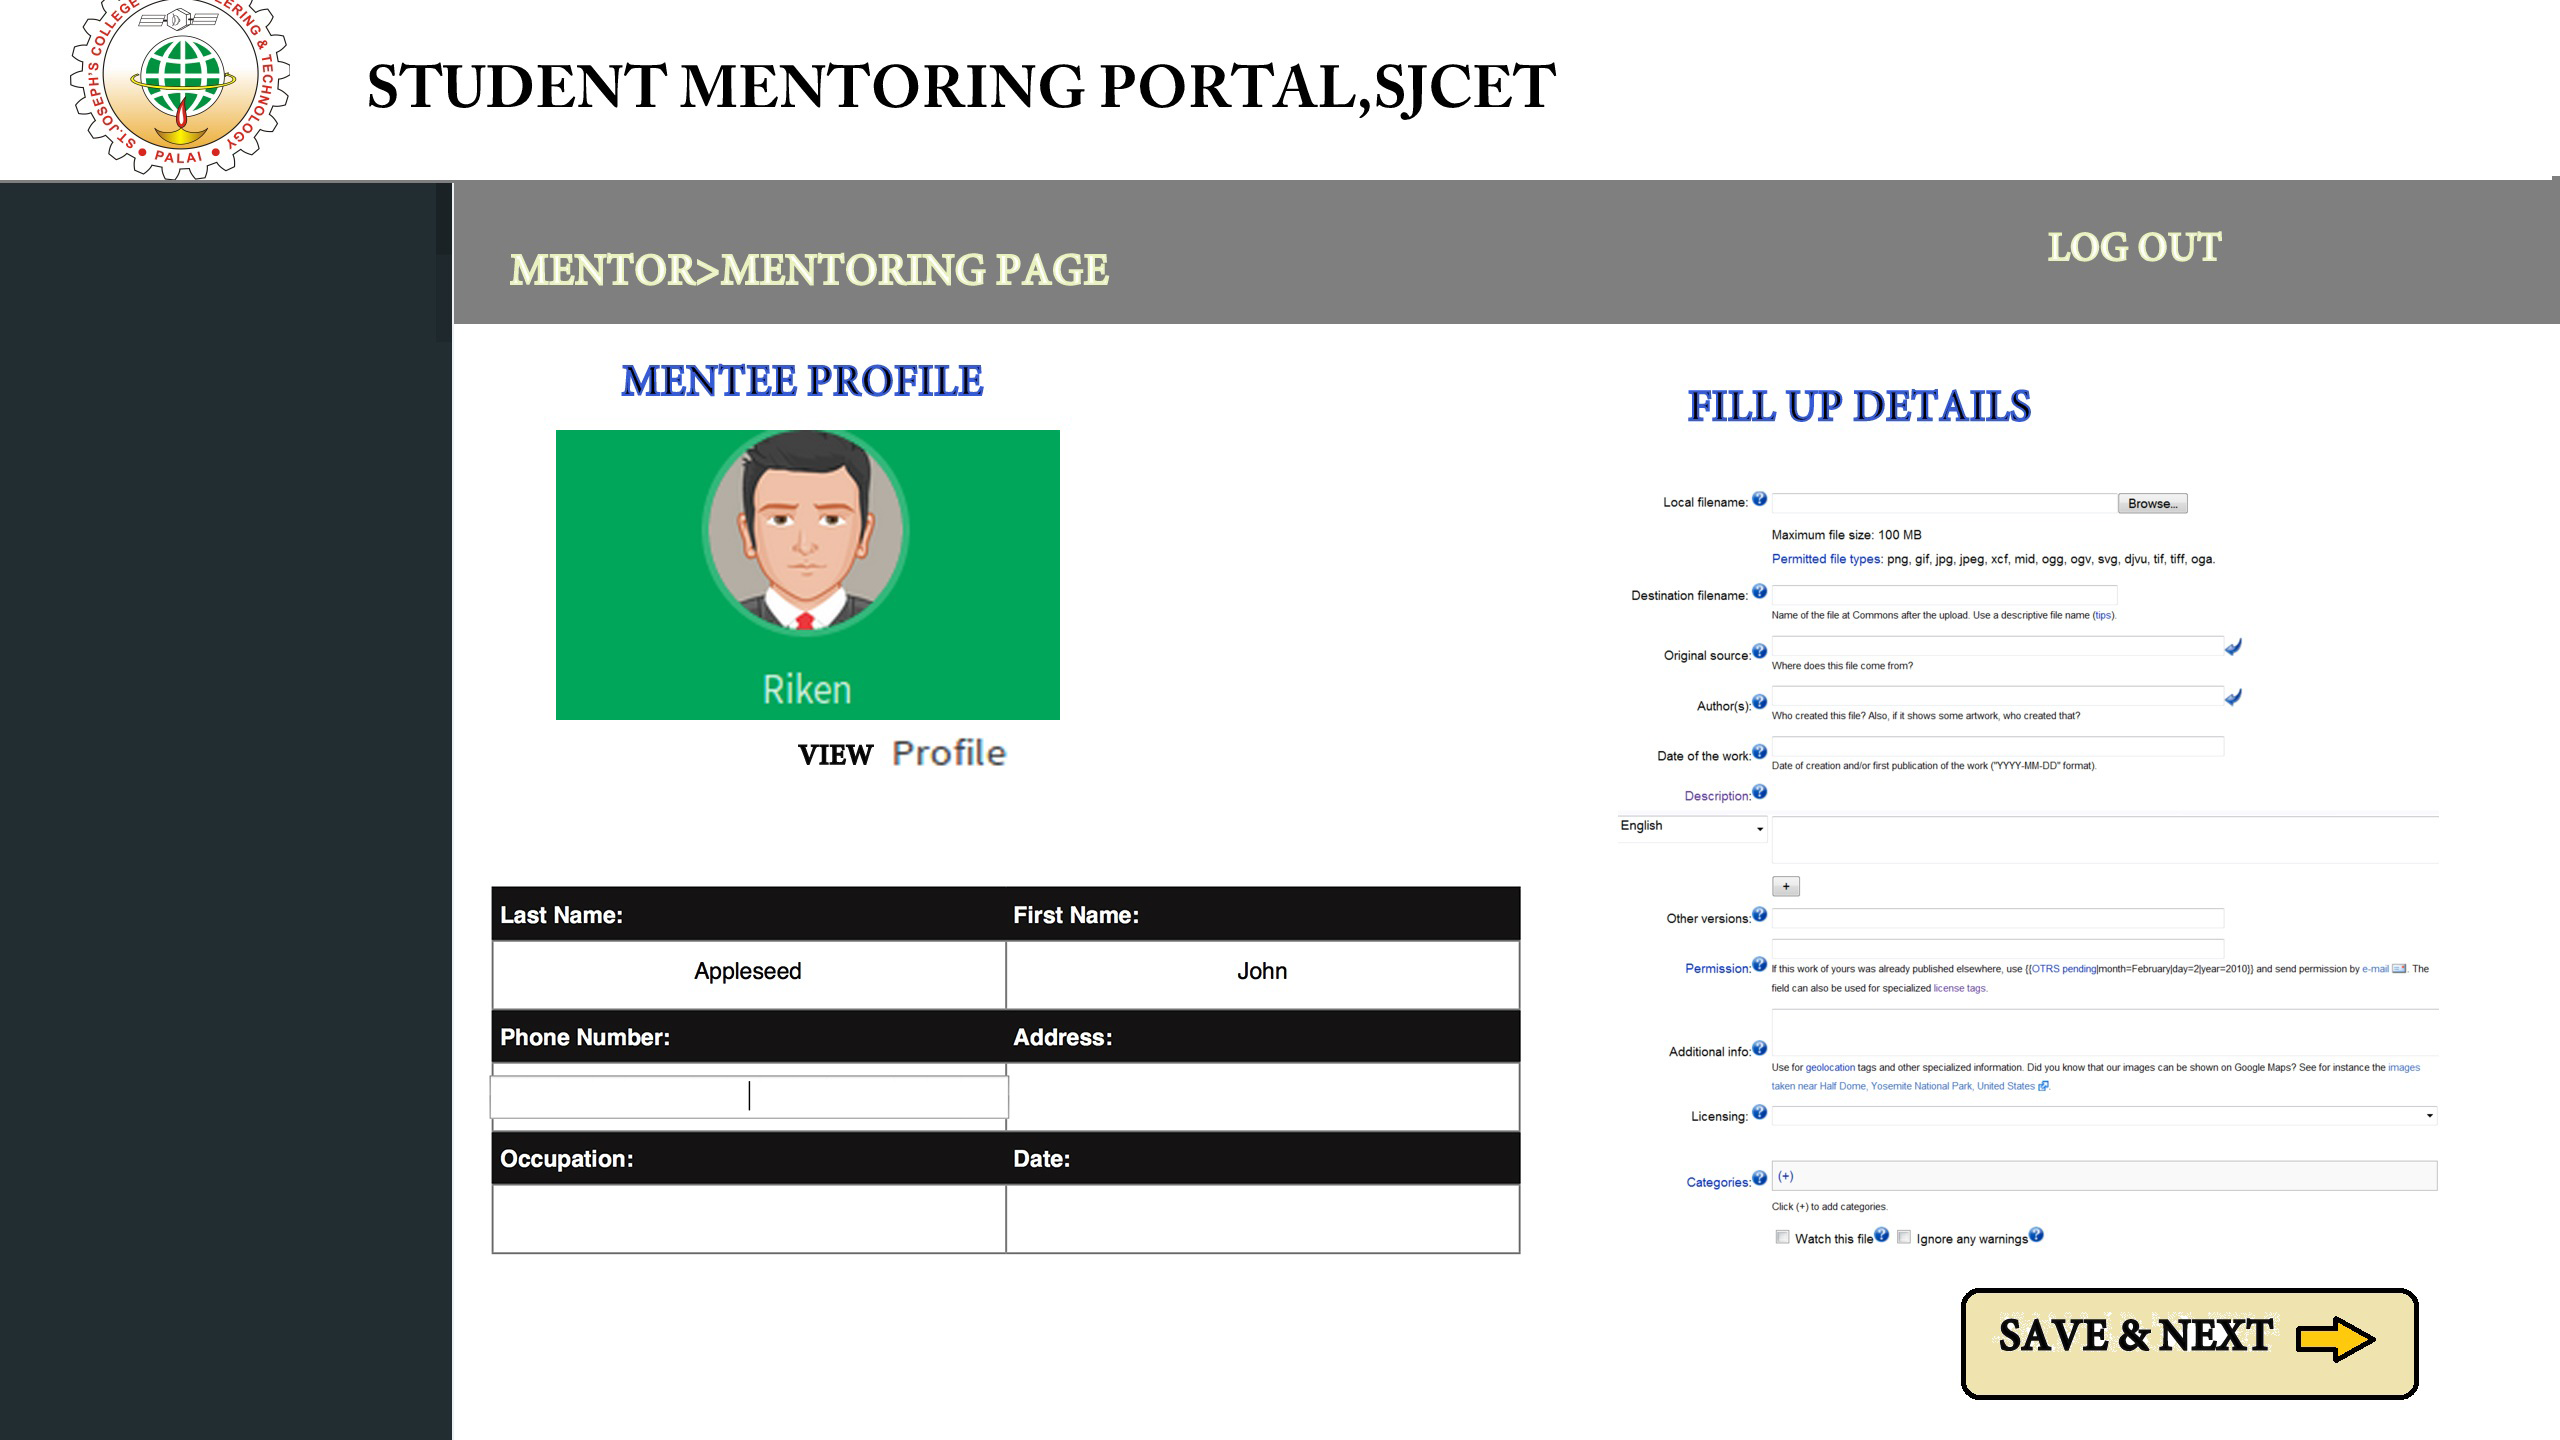 ST.JOSEPH'S COLLEGE
ERING & TECHNOLOGY
• PALAI •
STUDENT MENTORING PORTAL,SJCET
MENTOR>MENTORING PAGE
LOG OUT
MENTEE PROFILE
Riken
VIEW Profile
Last Name: First Name:
Appleseed John
Phone Number: Address:
Occupation: Date:
FILL UP DETAILS
Local filename: Browse...
Maximum file size: 100 MB
Permitted file types: png, gif, jpg, jpeg, xcf, mid, ogg, ogv, svg, djvu, tif, tiff, oga.
Destination filename:
Name of the file at Commons after the upload. Use a descriptive file name (tips).
Original source:
Where does this file come from?
Author(s):
Who created this file? Also, if it shows some artwork, who created that?
Date of the work:
Date of creation and/or first publication of the work ("YYYY-MM-DD" format).
Description:
English
+
Other versions:
Permission: If this work of yours was already published elsewhere, use {{OTRS pending|month=February|day=2|year=2010}} and send permission by e-mail. The
field can also be used for specialized license tags.
Additional info:
Use for geolocation tags and other specialized information. Did you know that our images can be shown on Google Maps? See for instance the images
taken near Half Dome, Yosemite National Park, United States.
Licensing:
Categories: (+)
Click (+) to add categories.
Watch this file Ignore any warnings
SAVE & NEXT